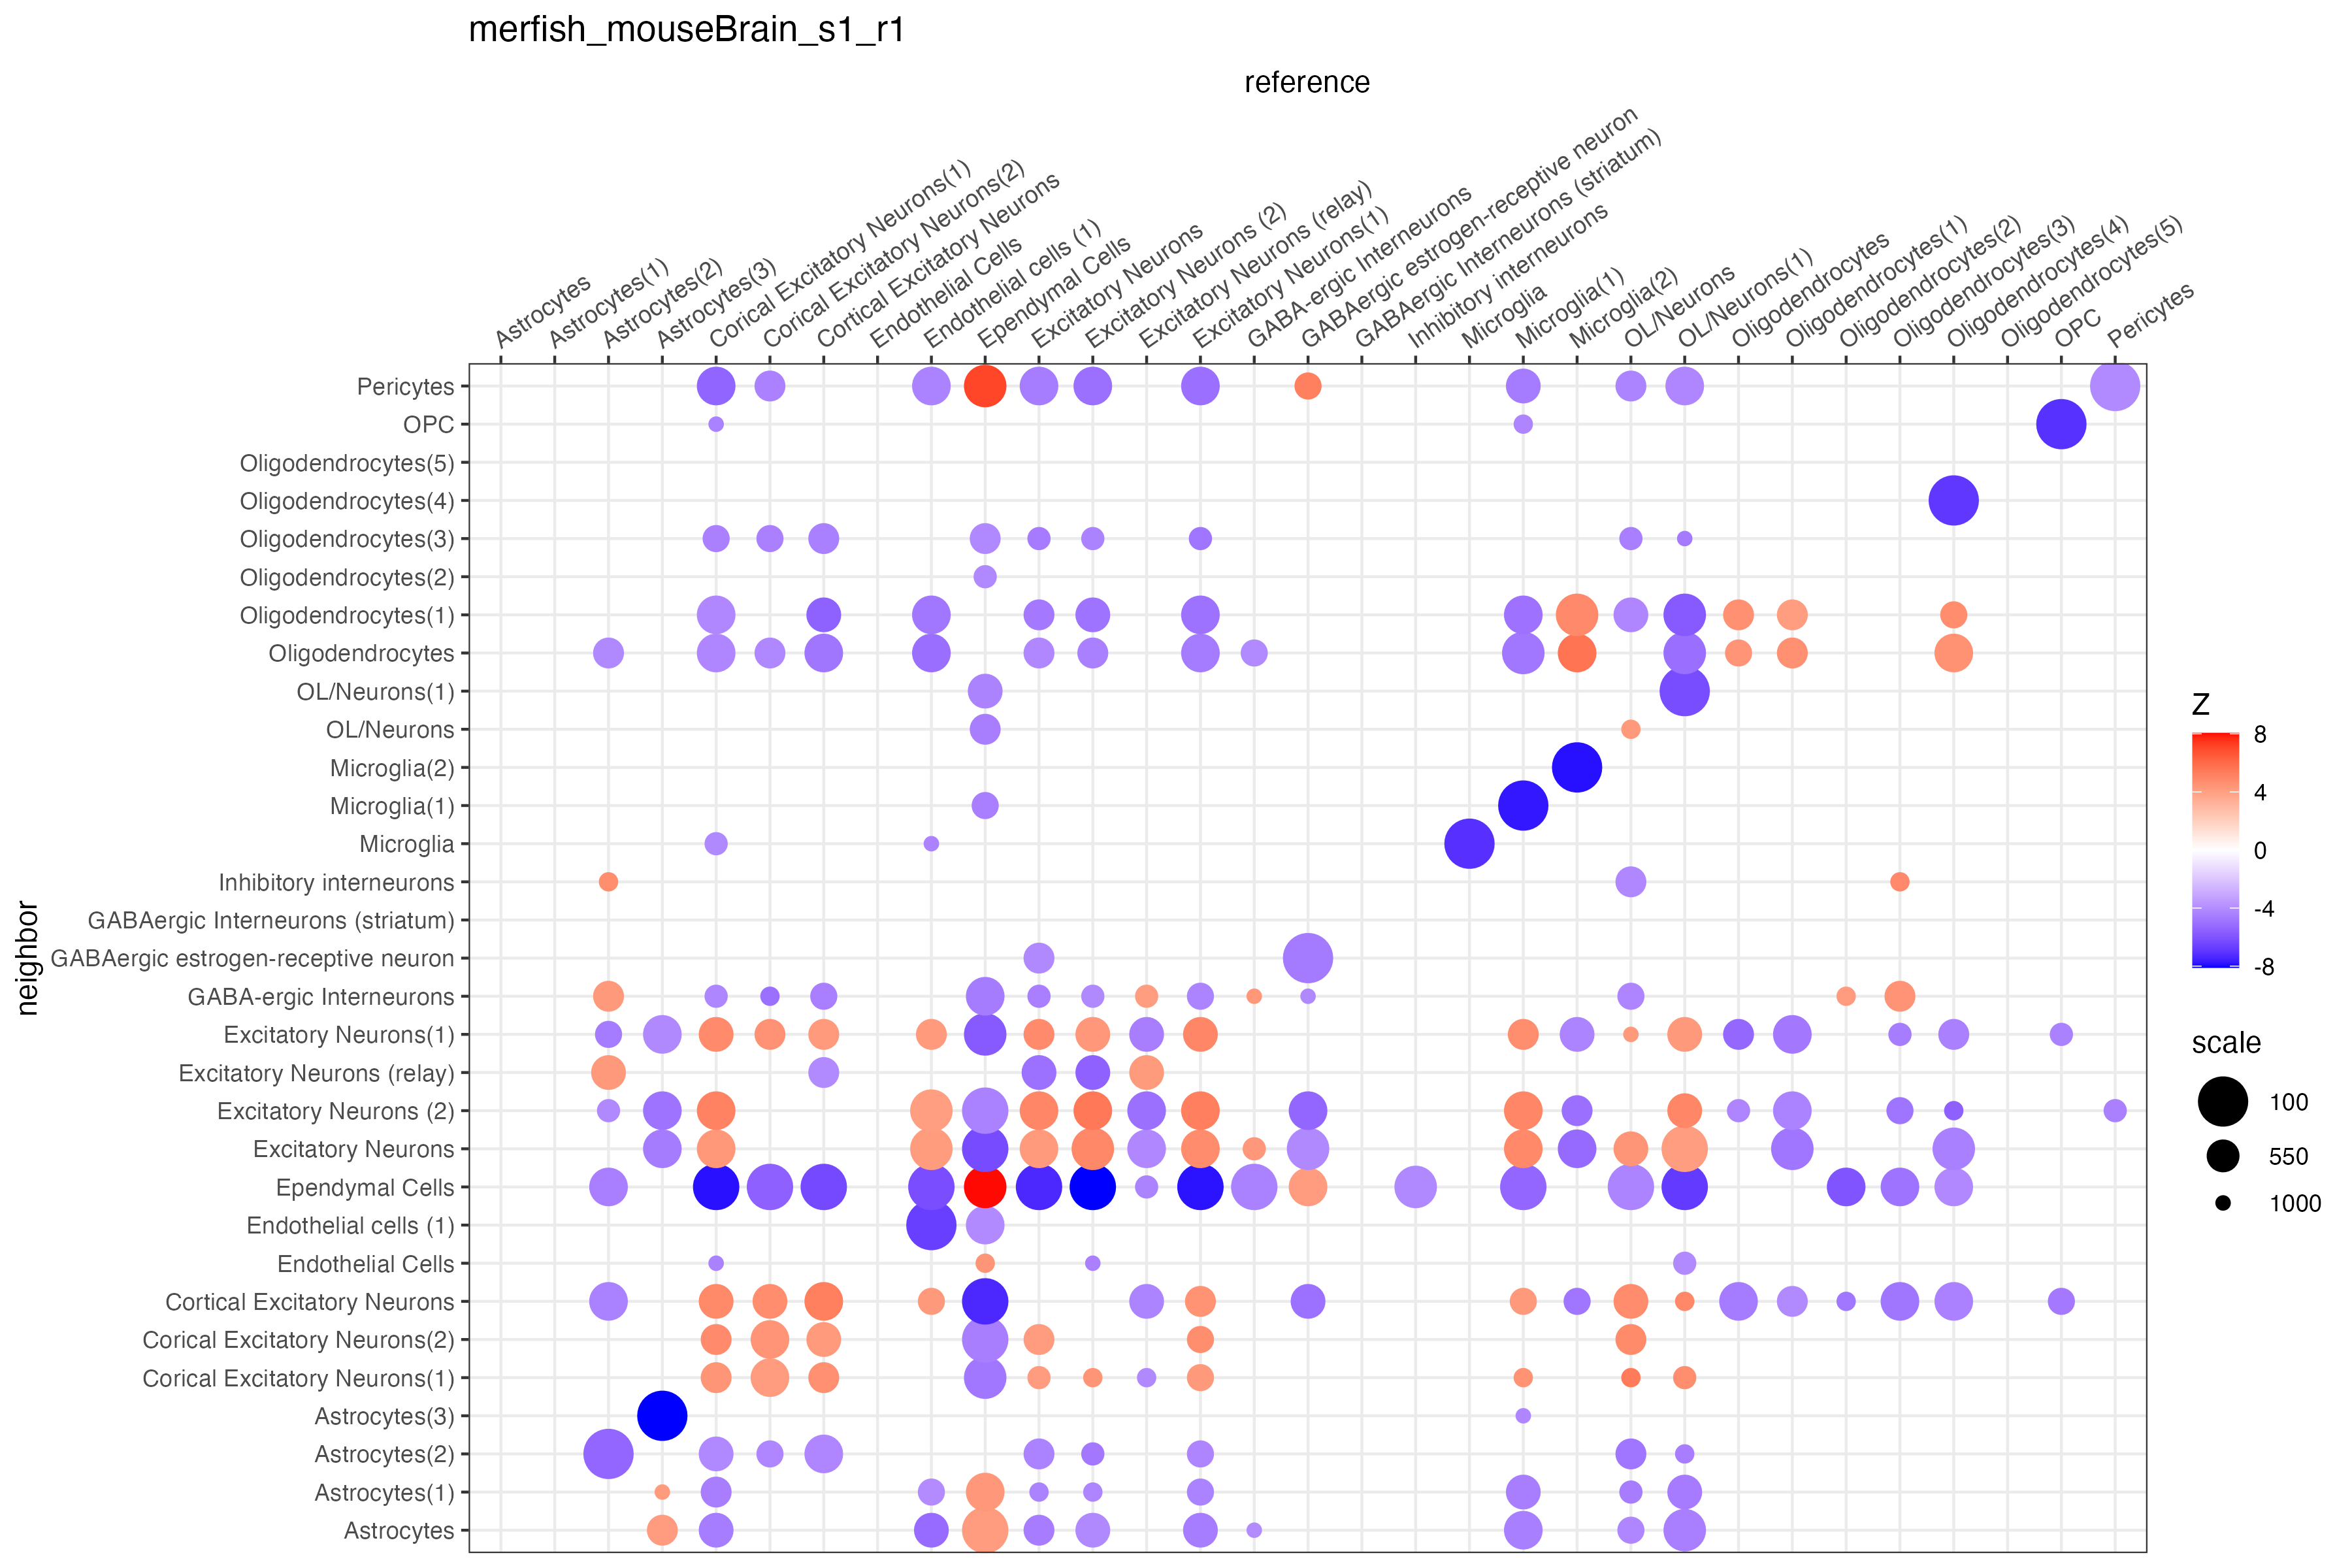 merfish_mouseBrain_s1_r1
reference
Astrocytes
Astrocytes(1)
Astrocytes(2)
Astrocytes(3)
Corical Excitatory Neurons(1)
Corical Excitatory Neurons(2)
Cortical Excitatory Neurons
Endothelial Cells
Endothelial cells (1)
Ependymal Cells
Excitatory Neurons
Excitatory Neurons (2)
Excitatory Neurons (relay)
Excitatory Neurons(1)
GABA-ergic Interneurons
GABAergic estrogen-receptive neuron
GABAergic Interneurons (striatum)
Inhibitory interneurons
Microglia
Microglia(1)
Microglia(2)
OL/Neurons
OL/Neurons(1)
Oligodendrocytes
Oligodendrocytes(1)
Oligodendrocytes(2)
Oligodendrocytes(3)
Oligodendrocytes(4)
Oligodendrocytes(5)
OPC
Pericytes
neighbor
Pericytes
OPC
Oligodendrocytes(5)
Oligodendrocytes(4)
Oligodendrocytes(3)
Oligodendrocytes(2)
Oligodendrocytes(1)
Oligodendrocytes
OL/Neurons(1)
OL/Neurons
Microglia(2)
Microglia(1)
Microglia
Inhibitory interneurons
GABAergic Interneurons (striatum)
GABAergic estrogen-receptive neuron
GABA-ergic Interneurons
Excitatory Neurons(1)
Excitatory Neurons (relay)
Excitatory Neurons (2)
Excitatory Neurons
Ependymal Cells
Endothelial cells (1)
Endothelial Cells
Cortical Excitatory Neurons
Corical Excitatory Neurons(2)
Corical Excitatory Neurons(1)
Astrocytes(3)
Astrocytes(2)
Astrocytes(1)
Astrocytes
Z
8
4
0
-4
-8
scale
100
550
1000